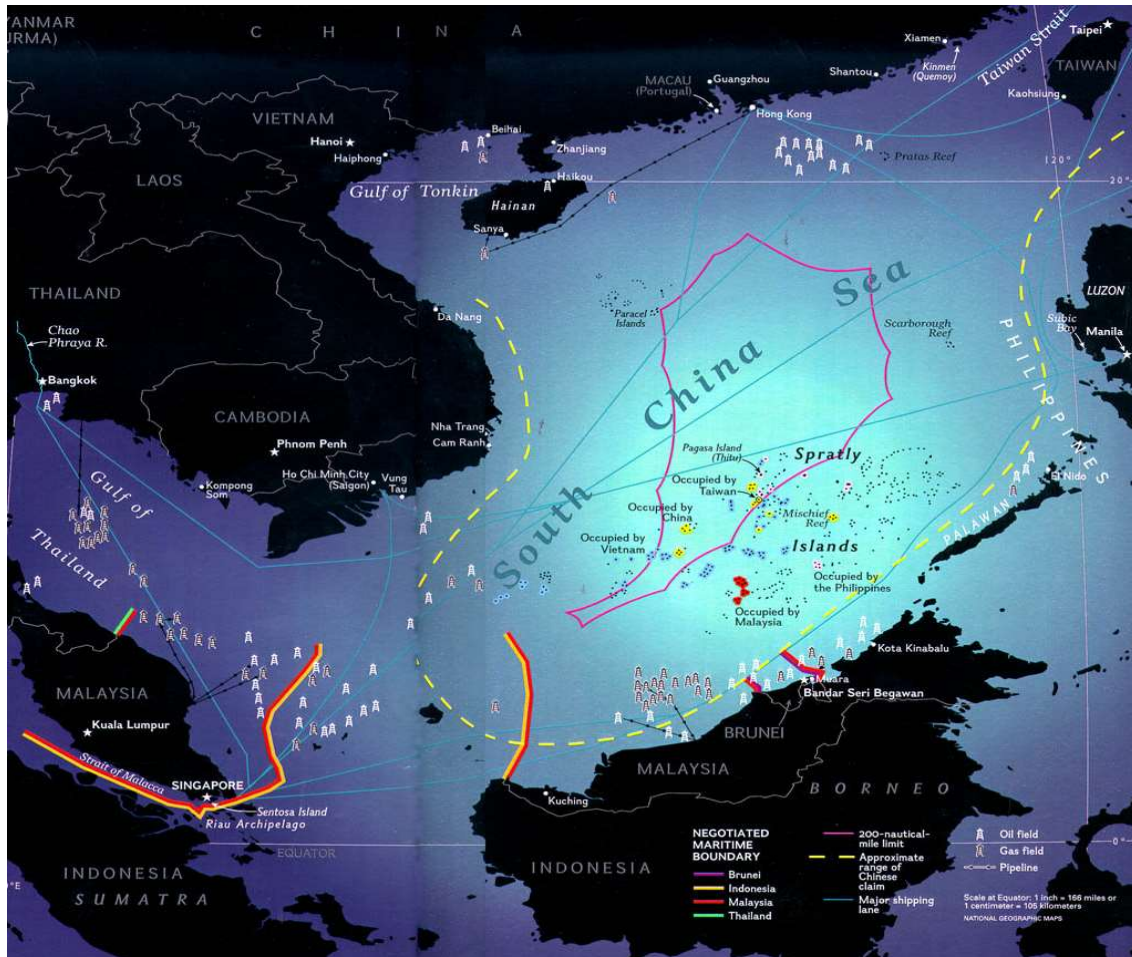 YANMAR
URMA)
C H I N A
Xiamen
Kinmen
(Quemoy)
Taiwan Strait
Taipei
TAIWAN
Kaohsiung
Shantou
Guangzhou
MACAU
(Portugal)
Hong Kong
VIETNAM
Hanoi
Haiphong
Beihai
Zhanjiang
Pratas Reef
120°
20°
LAOS
Gulf of Tonkin
Haikou
Hainan
Sanya
THAILAND
Chao
Phraya R.
Bangkok
Da Nang
Paracel
Islands
South China Sea
Scarborough
Reef
LUZON
Subic
Bay
Manila
PHILIPPINES
CAMBODIA
Phnom Penh
Nha Trang
Cam Ranh
Ho Chi Minh City
(Saigon)
Vung
Tau
Kompong
Som
Gulf of
Thailand
Pagasa Island
(Thitu)
Spratly
Islands
Occupied by
Taiwan
Occupied by
China
Mischief
Reef
Occupied by
Vietnam
Occupied by
the Philippines
Occupied by
Malaysia
El Nido
PALAWAN
Kota Kinabalu
Muara
Bandar Seri Begawan
BRUNEI
MALAYSIA
Kuala Lumpur
Strait of Malacca
SINGAPORE
Sentosa Island
Riau Archipelago
EQUATOR
INDONESIA
SUMATRA
°E
MALAYSIA
Kuching
BORNEO
INDONESIA
0°
NEGOTIATED
MARITIME
BOUNDARY
Brunei
Indonesia
Malaysia
Thailand
200-nautical-
mile limit
Approximate
range of
Chinese
claim
Major shipping
lane
Oil field
Gas field
Pipeline
Scale at Equator: 1 inch = 166 miles or
1 centimeter = 105 kilometers
NATIONAL GEOGRAPHIC MAPS